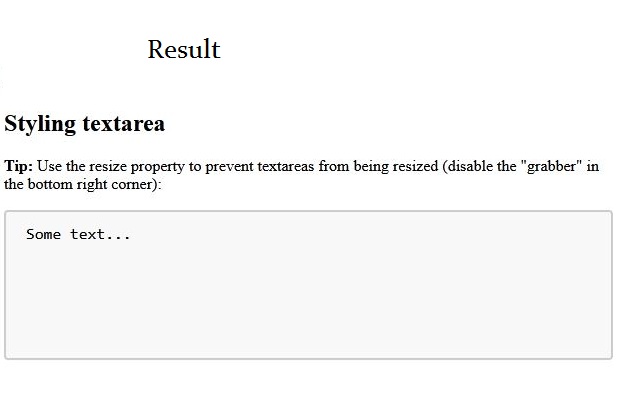 Result
Styling textarea
Tip: Use the resize property to prevent textareas from being resized (disable the "grabber" in
the bottom right corner):
Some text...